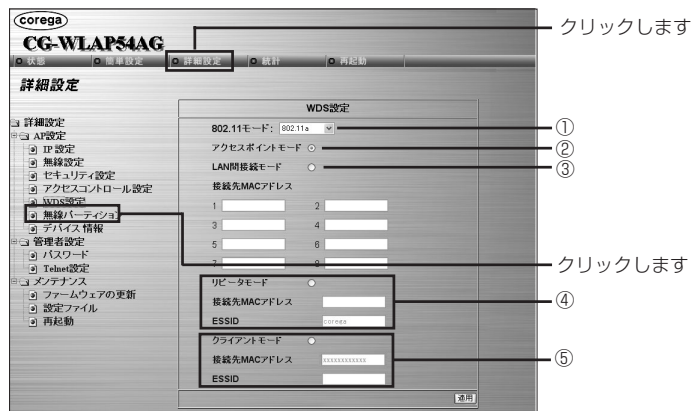 corega
クリックします
CG-WLAP54AG
状態
簡単設定
詳細設定
統計
再起動
詳細設定
WDS設定
詳細設定
AP設定
IP 設定
無線設定
セキュリティ設定
アクセスコントロール設定
WDS設定
無線パーティション
デバイス 情報
管理者設定
パスワード
Telnet設定
メンテナンス
ファームウェアの更新
設定ファイル
再起動
802.11モード: 802.11a
①
アクセスポイントモード
②
LAN間接続モード
③
接続先MACアドレス
1 2
3 4
5 6
7 8
クリックします
リピータモード
接続先MACアドレス
④
ESSID corega
クライアントモード
接続先MACアドレス xxxxxxxxxxxx
⑤
ESSID
適用